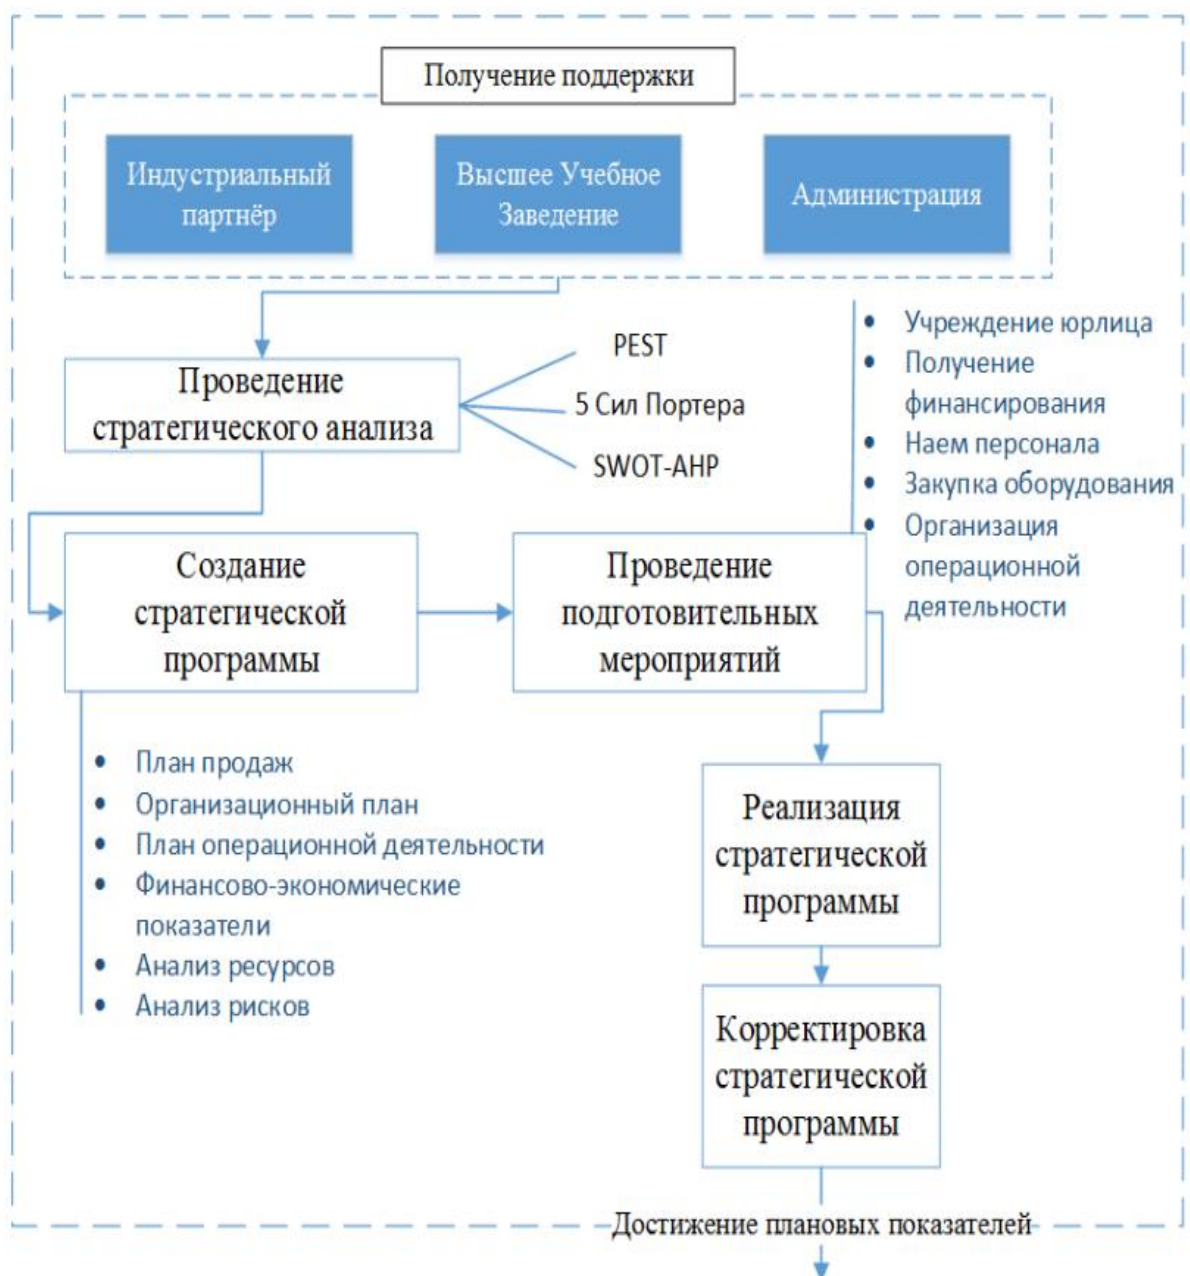 Получение поддержки
Индустриальный
партнёр
Высшее Учебное
Заведение
Администрация
Проведение
стратегического анализа
PEST
5 Сил Портера
SWOT-AHP
• Учреждение юрлица
• Получение
финансирования
• Наем персонала
• Закупка оборудования
• Организация
операционной
деятельности
Создание
стратегической
программы
Проведение
подготовительных
мероприятий
• План продаж
• Организационный план
• План операционной деятельности
• Финансово-экономические
показатели
• Анализ ресурсов
• Анализ рисков
Реализация
стратегической
программы
Корректировка
стратегической
программы
Достижение плановых показателей